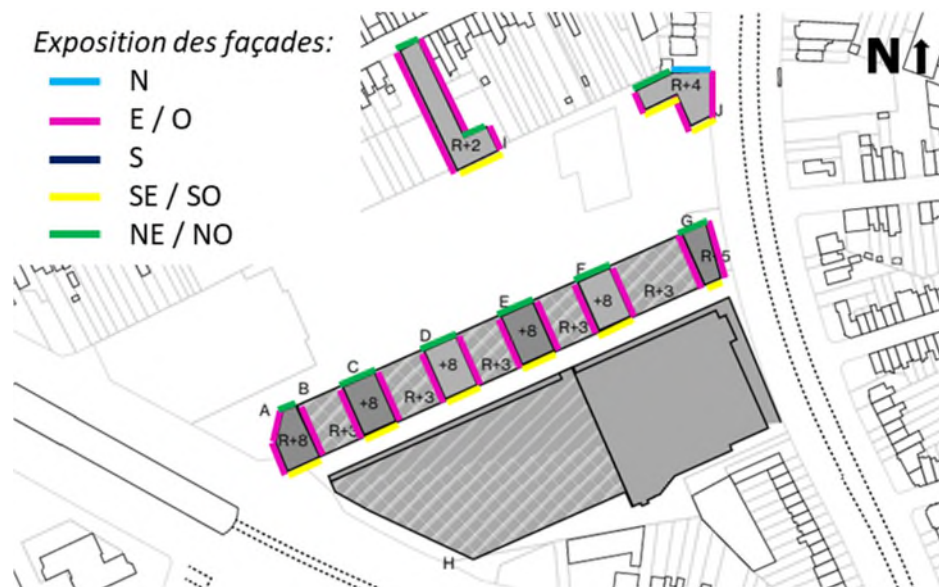 Exposition des façades:
N
E / O
S
SE / SO
NE / NO
N
R+4
J
R+2
I
G
R+5
F
+8
R+3
E
+8
R+3
D
+8
R+3
C
+8
R+3
B
A
R+8
R+3
H